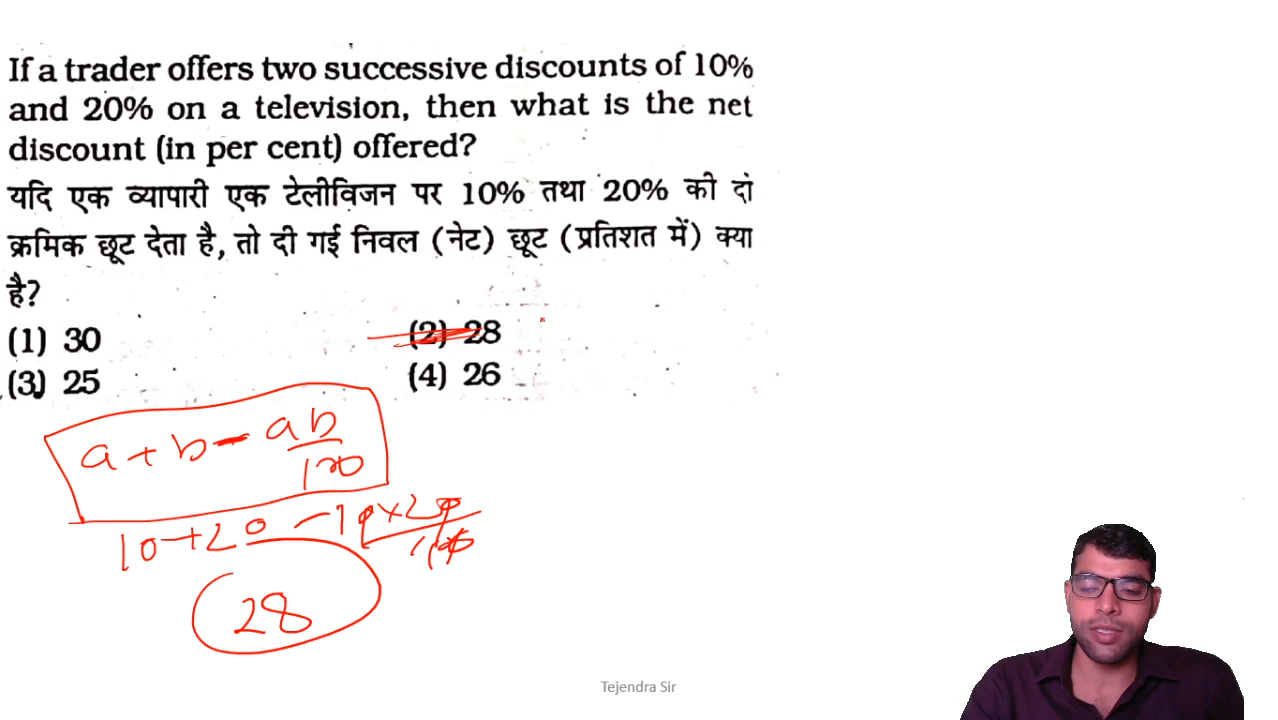 If a trader offers two successive discounts of 10%
and 20% on a television, then what is the net
discount (in per cent) offered?
यदि एक व्यापारी एक टेलीविजन पर 10% तथा 20% की दो
क्रमिक छूट देता है, तो दी गई निवल (नेट) छूट (प्रतिशत में) क्या
है?
(1) 30 (2) 28
(3) 25 (4) 26
a + b - ab/100
10 + 20 - 10 × 20/100
28
Tejendra Sir